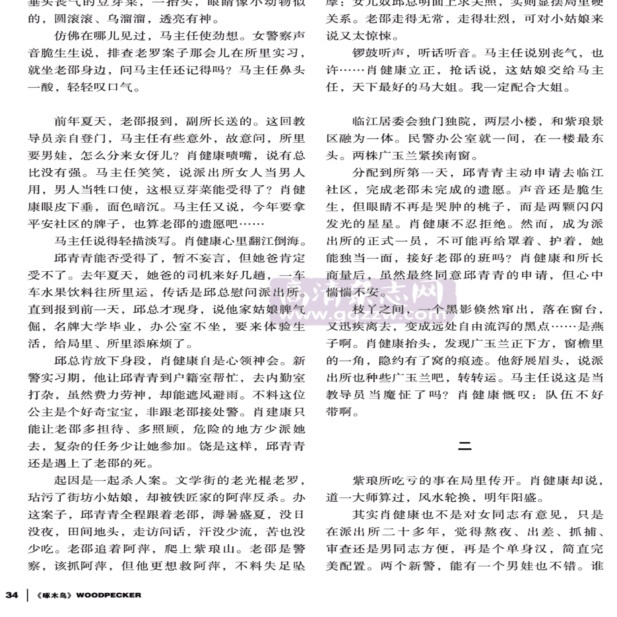 垂头丧气的豆芽菜，一抬头，眼睛像小动物似
的，圆滚滚、乌溜溜，透亮有神。
仿佛在哪儿见过，马主任使劲想。女警察声
音脆生生说，排查老罗案子那会儿在所里实习，
就坐老邵身边，问马主任还记得吗？马主任鼻头
一酸，轻轻叹口气。
前年夏天，老邵报到，副所长送的。这回教
导员亲自登门，马主任有些意外，故意问，所里
要男娃，怎么分来女伢儿？肖健康啧嘴，说有总
比没有强。马主任笑笑，说派出所女人当男人
用，男人当牲口使，这根豆芽菜能受得了？肖健
康眼皮下垂，面色暗沉。马主任又说，今年要拿
平安社区的牌子，也算老邵的遗愿吧……
马主任说得轻描淡写。肖健康心里翻江倒海。
邱青青能否受得了，暂不妄言，但她爸肯定
受不了。去年夏天，她爸的司机来好几趟，一车
车水果饮料往所里运，传话是邱总慰问派出所。
直到报到前一天，邱总才现身，说他家姑娘脾气
倔，名牌大学毕业，办公室不坐，要来体验生
活，给局里、所里添麻烦了。
邱总肯放下身段，肖健康自是心领神会。新
警实习期，他让邱青青到户籍室帮忙，去内勤室
打杂，虽然费力劳神，却能遮风避雨。不料这位
公主是个好奇宝宝，非跟老邵接处警。肖建康只
能让老邵多担待、多照顾，危险的地方少派她
去，复杂的任务少让她参加。饶是这样，邱青青
还是遇上了老邵的死。
起因是一起杀人案。文学街的老光棍老罗，
玷污了街坊小姑娘，却被铁匠家的阿萍反杀。办
这案子，邱青青全程跟着老邵，溽暑盛夏，没日
没夜，田间地头，走访问话，汗没少流，苦也没
少吃。老邵追着阿萍，爬上紫琅山。老邵是警
察，该抓阿萍，但他更想救阿萍，不料失足坠
摩；女儿奴邱总明面上求关照，实则显摆局里硬
关系。老邵走得无常，走得壮烈，可对小姑娘来
说又太惊悚。
锣鼓听声，听话听音。马主任说别丧气，也
许……肖健康立正，抢话说，这姑娘交给马主
任，天下最好的马大姐。我一定配合大姐。
临江居委会独门独院，两层小楼，和紫琅景
区融为一体。民警办公室就一间，在一楼最东
头。两株广玉兰紧挨南窗。
分配到所第一天，邱青青主动申请去临江
社区，完成老邵未完成的遗愿。声音还是脆生
生，但眼睛不再是哭肿的桃子，而是两颗闪闪
发光的星星。肖健康不忍拒绝。然而，成为派
出所的正式一员，不可能再给罩着、护着，她
能独当一面，接好老邵的班吗？肖健康和所长
商量后，虽然最终同意邱青青的申请，但心中
惴惴不安。
枝丫之间，一个黑影倏然窜出，落在窗台，
又迅疾离去，变成远处自由流泻的黑点……是燕
子啊。肖健康抬头，发现广玉兰正下方，窗檐里
的一角，隐约有了窝的痕迹。他舒展眉头，说派
出所也种些广玉兰吧，转转运。马主任说这是当
教导员当魔怔了吗？肖健康慨叹：队伍不好
带啊。
二
紫琅所吃亏的事在局里传开。肖健康却说，
道一大师算过，风水轮换，明年阳盛。
其实肖健康也不是对女同志有意见，只是
在派出所二十多年，觉得熬夜、出差、抓捕、
审查还是男同志方便，再是个单身汉，简直完
美配置。两个新警，能有一个男娃也不错。谁
34 《啄木鸟》WOODPECKER